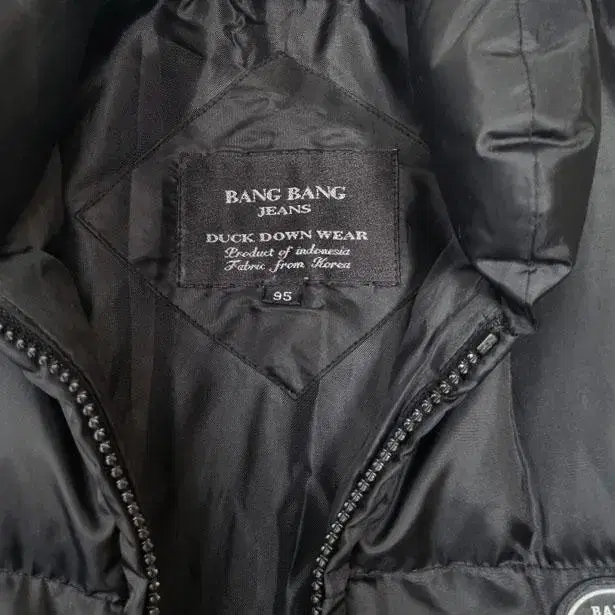 BANG BANG
JEANS
DUCK DOWN WEAR
Product of indonesia
Fabric from Korea
95